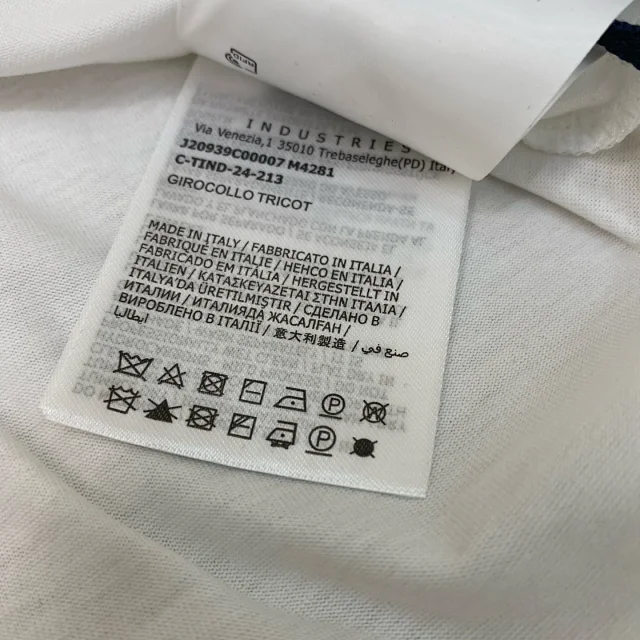 INDUSTRIES
Via Venezia,1 35010 Trebaseleghe(PD) Italy
J20939C00007 M4281
C-TIND-24-213
GIROCOLLO TRICOT
MADE IN ITALY / FABBRICATO IN ITALIA /
FABRIQUÉ EN ITALIE / HECHO EN ITALIA /
FABRICADO EM ITÁLIA / HERGESTELLT IN
ITALIEN / ΚΑΤΑΣΚΕΥΑΖΕΤΑΙ ΣΤΗΝ ΙΤΑΛΙΑ /
ITALYA'DA ÜRETILMIŞTIR / СДЕЛАНО В
ИТАЛИИ / ИТАЛИЯДА ЖАСАЛҒАН /
ВИРОБЛЕНО В ІТАЛІЇ / 意大利製造 / صنع في
ايطاليا